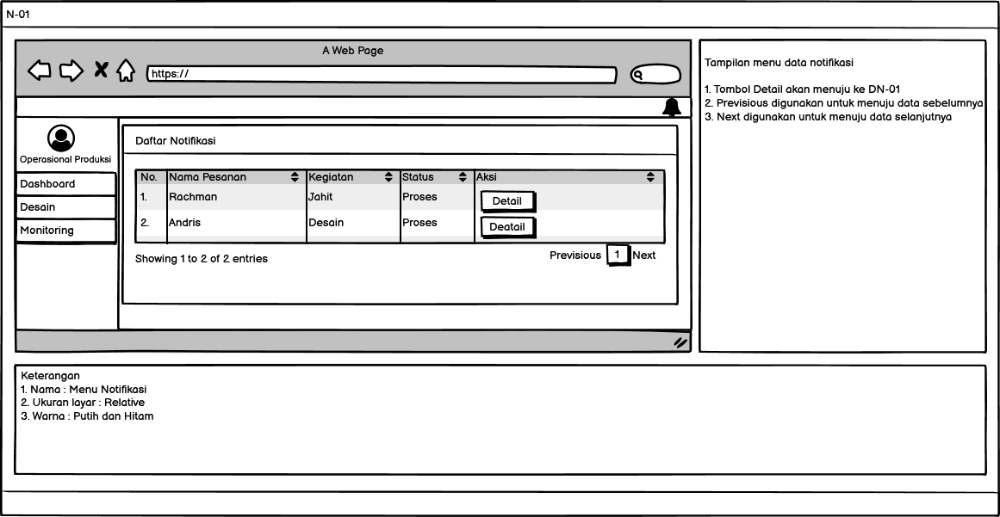 N-01
A Web Page
https://
Operasional Produksi
Dashboard
Desain
Monitoring
Daftar Notifikasi
No. Nama Pesanan Kegiatan Status Aksi
1. Rachman Jahit Proses Detail
2. Andris Desain Proses Deatail
Showing 1 to 2 of 2 entries
Previsious 1 Next
Tampilan menu data notifikasi
1. Tombol Detail akan menuju ke DN-01
2. Previsious digunakan untuk menuju data sebelumnya
3. Next digunakan untuk menuju data selanjutnya
Keterangan
1. Nama : Menu Notifikasi
2. Ukuran layar : Relative
3. Warna : Putih dan Hitam